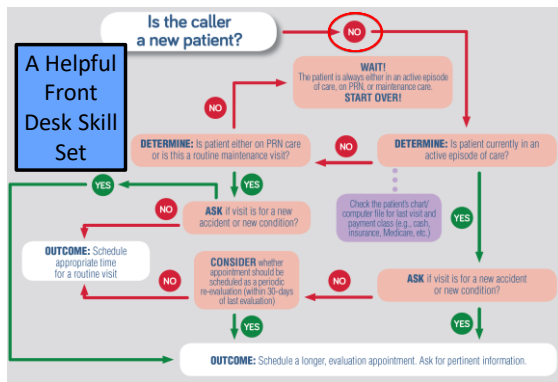 Is the caller
a new patient?
NO
A Helpful
Front
Desk Skill
Set
WAIT!
The patient is always either in an active episode
of care, on PRN, or maintenance care.
START OVER!
NO
DETERMINE: Is patient either on PRN care
or is this a routine maintenance visit?
NO
DETERMINE: Is patient currently in an
active episode of care?
YES
YES
NO
ASK if visit is for a new
accident or new condition?
Check the patient's chart/
computer file for last visit and
payment class (e.g., cash,
insurance, Medicare, etc.)
YES
OUTCOME: Schedule
appropriate time
for a routine visit
NO
CONSIDER whether
appointment should be
scheduled as a periodic
re-evaluation (within 30-days
of last evaluation)
NO
ASK if visit is for a new accident
or new condition?
YES
YES
OUTCOME: Schedule a longer, evaluation appointment. Ask for pertinent information.